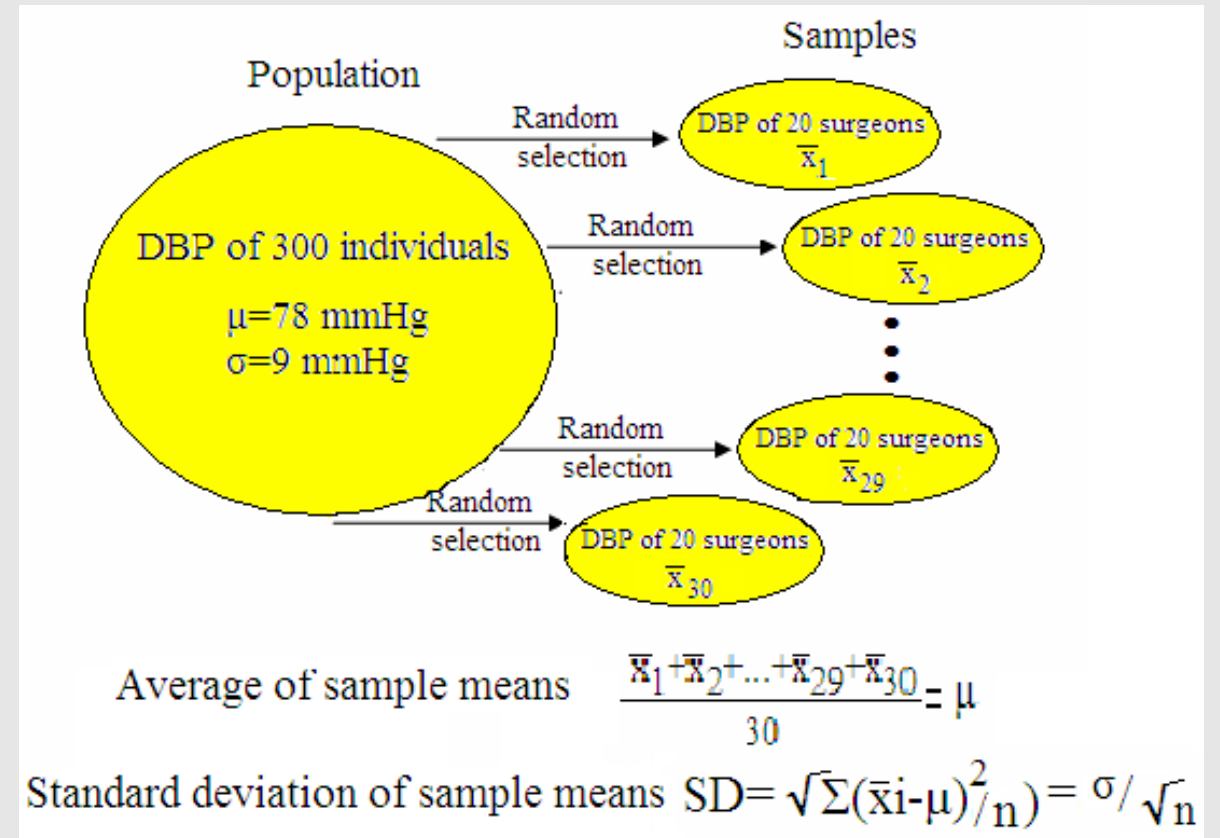 Samples
Population
Random
selection
DBP of 20 surgeons
x̅1
Random
selection
DBP of 20 surgeons
x̅2
DBP of 300 individuals
μ=78 mmHg
σ=9 mmHg
Random
selection
DBP of 20 surgeons
x̅29
Random
selection
DBP of 20 surgeons
x̅30
Average of sample means x̅1+x̅2+...+x̅29+x̅30 = μ
30
Standard deviation of sample means SD= √Σ(x̅i-μ)²/n) = σ/√n